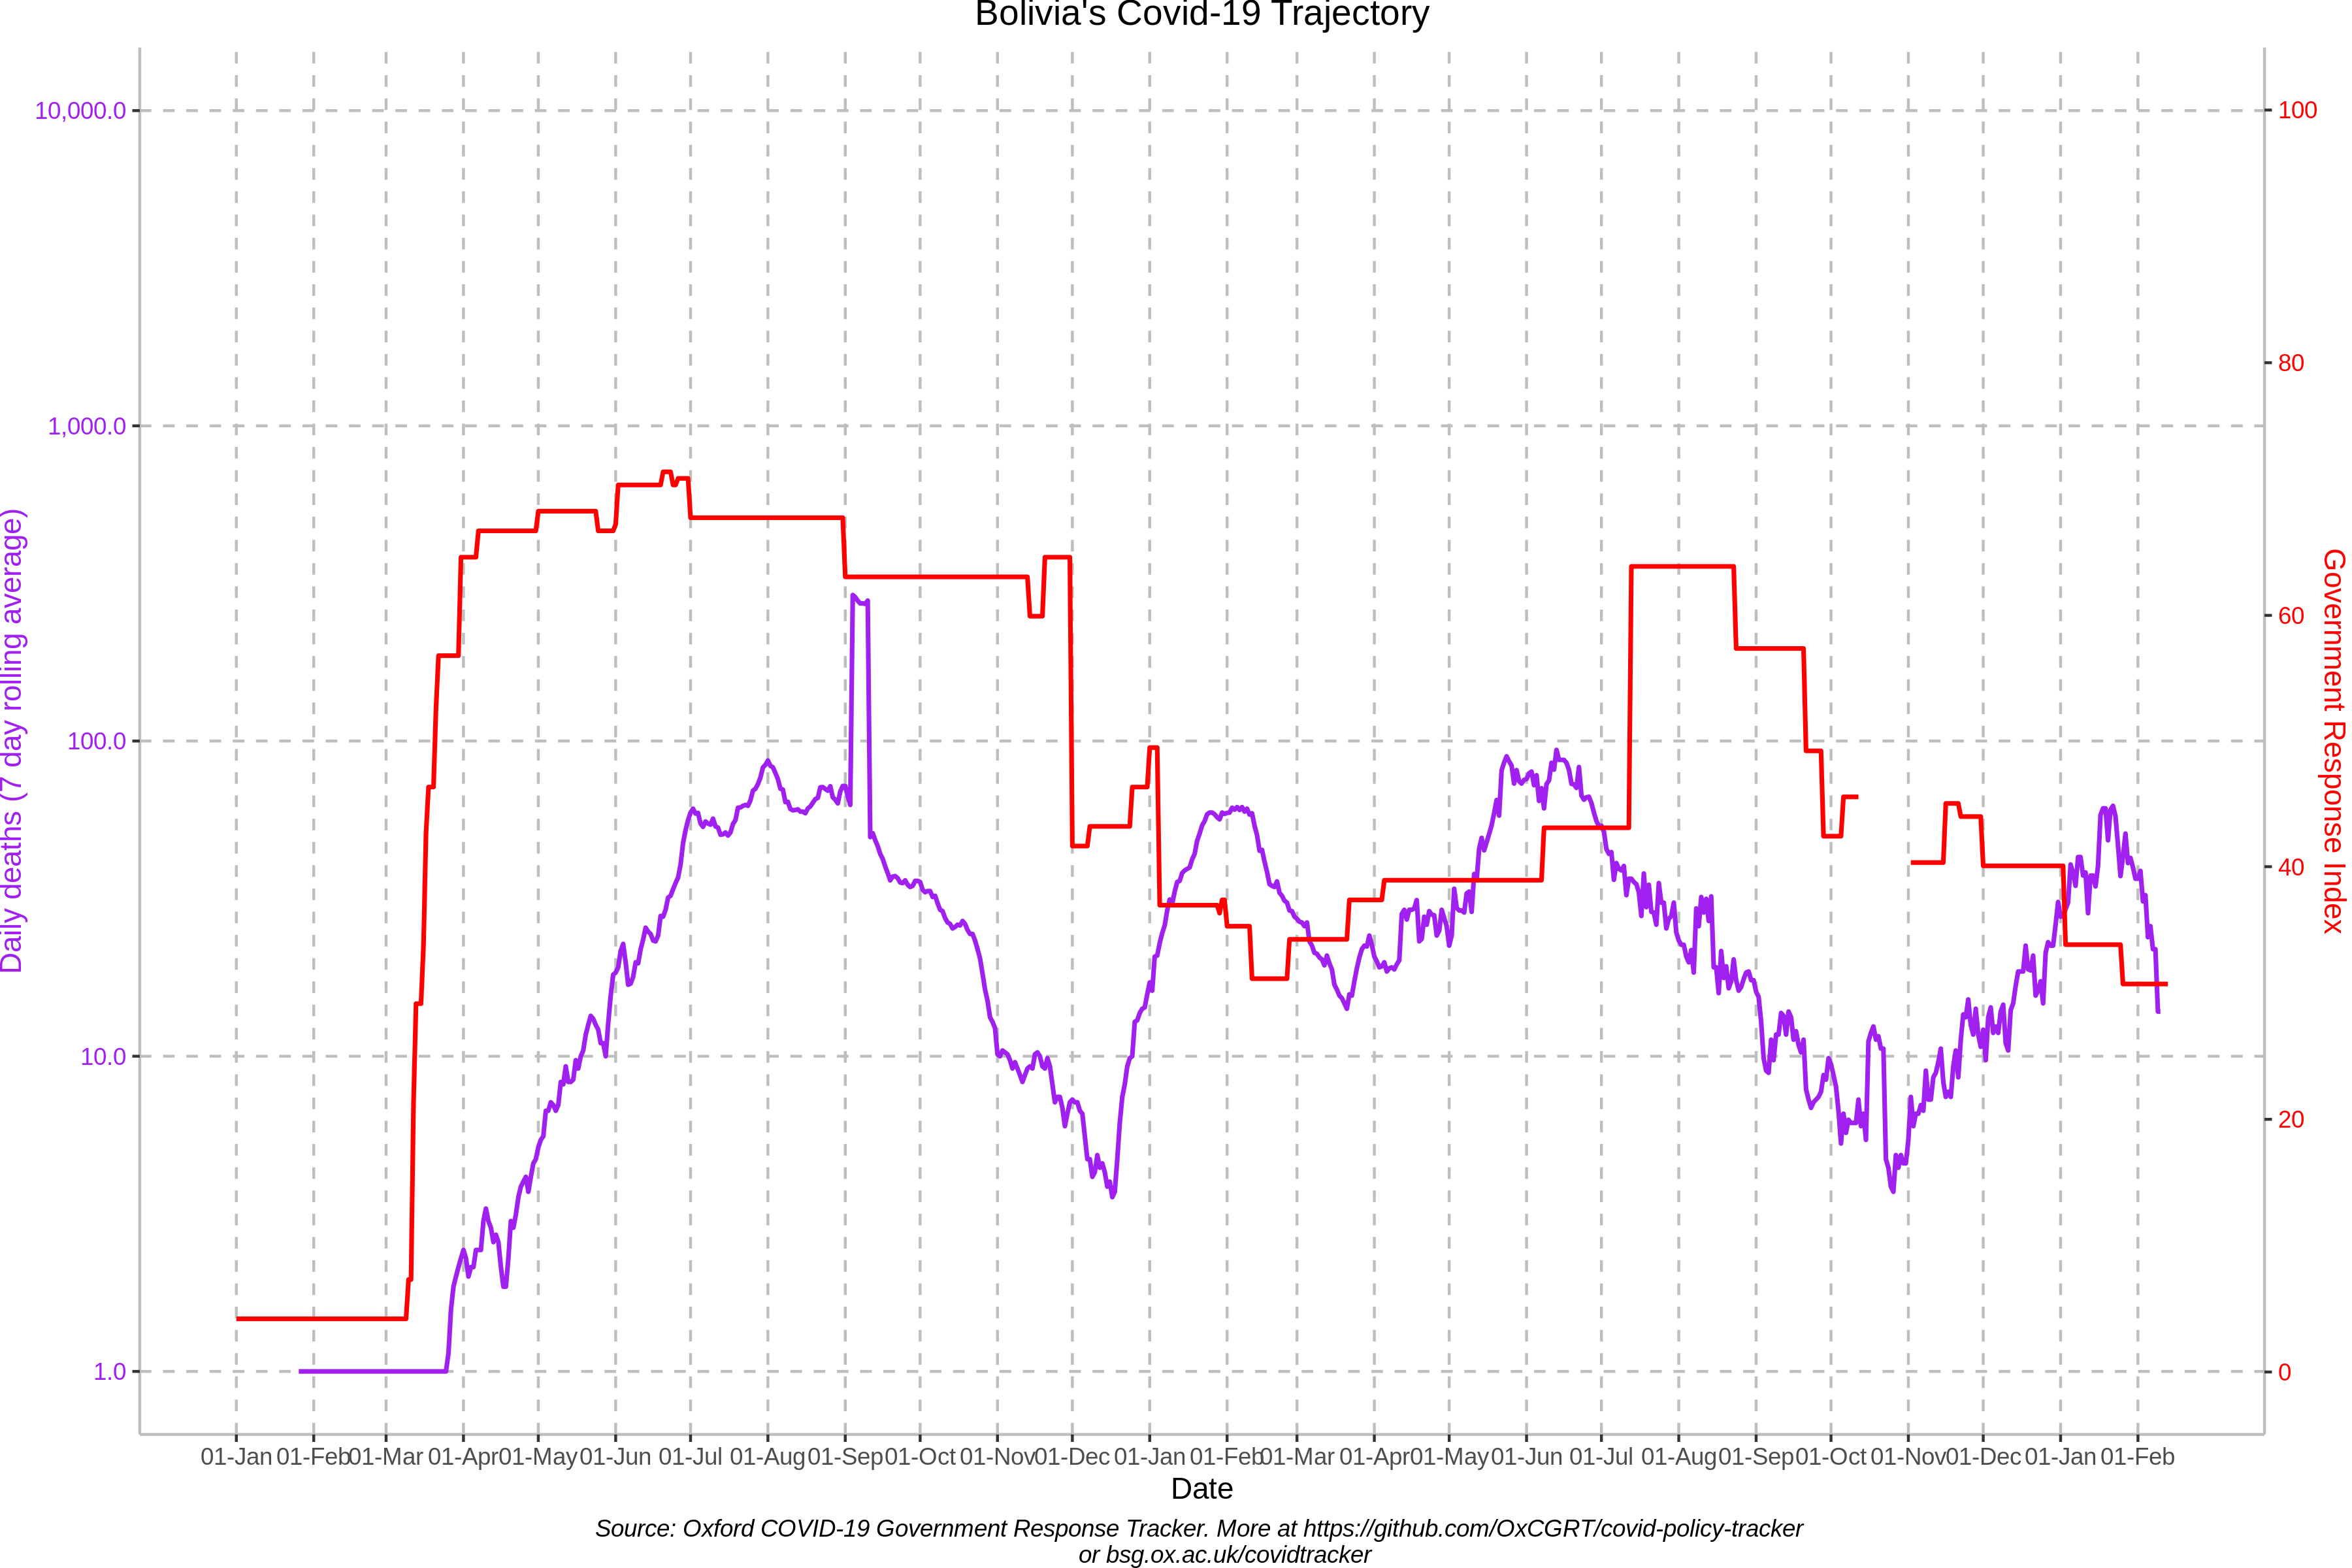 Bolivia's Covid-19 Trajectory
10,000.0
1,000.0
100.0
10.0
1.0
Daily deaths (7 day rolling average)
100
80
60
40
20
0
Government Response Index
01-Jan 01-Feb 01-Mar 01-Apr 01-May 01-Jun 01-Jul 01-Aug 01-Sep 01-Oct 01-Nov 01-Dec 01-Jan 01-Feb 01-Mar 01-Apr 01-May 01-Jun 01-Jul 01-Aug 01-Sep 01-Oct 01-Nov 01-Dec 01-Jan 01-Feb
Date
Source: Oxford COVID-19 Government Response Tracker. More at https://github.com/OxCGRT/covid-policy-tracker
or bsg.ox.ac.uk/covidtracker